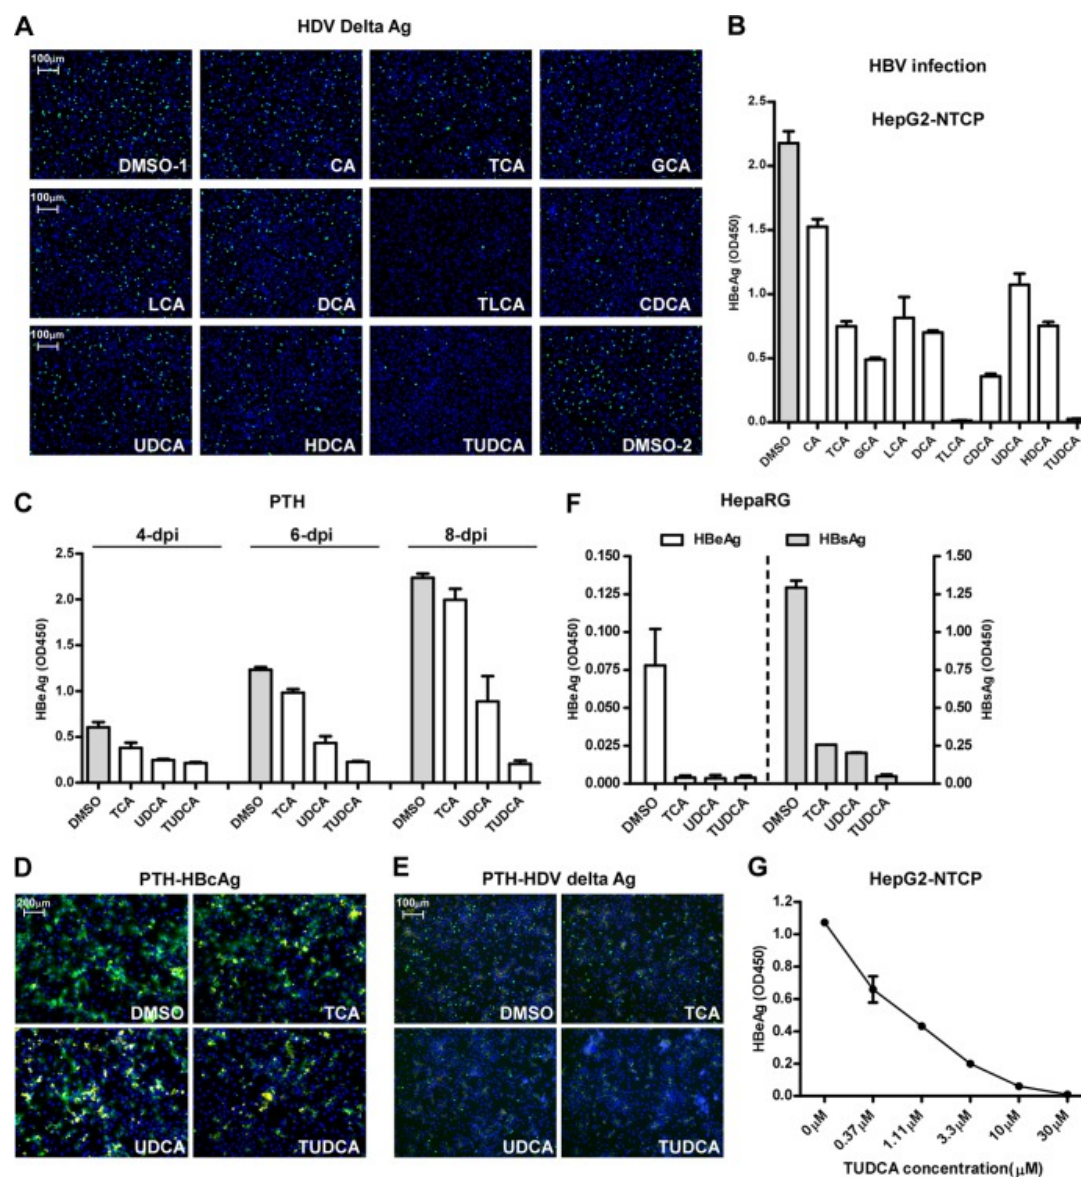 A
HDV Delta Ag
100μm
DMSO-1
CA
TCA
GCA
100μm
LCA
DCA
TLCA
CDCA
100μm
UDCA
HDCA
TUDCA
DMSO-2
B
HBV infection
HepG2-NTCP
HBeAg (OD450)
2.5
2.0
1.5
1.0
0.5
0.0
DMSO
CA
TCA
GCA
LCA
DCA
TLCA
CDCA
UDCA
HDCA
TUDCA
C
PTH
4-dpi
6-dpi
8-dpi
HBeAg (OD450)
2.5
2.0
1.5
1.0
0.5
0.0
DMSO
TCA
UDCA
TUDCA
DMSO
TCA
UDCA
TUDCA
DMSO
TCA
UDCA
TUDCA
F
HepaRG
HBeAg
HBsAg
HBeAg (OD450)
0.150
0.125
0.100
0.075
0.050
0.025
0.000
1.50
1.25
1.00
0.75
0.50
0.25
0.00
HBsAg (OD450)
DMSO
TCA
UDCA
TUDCA
DMSO
TCA
UDCA
TUDCA
D
PTH-HBcAg
200μm
DMSO
TCA
UDCA
TUDCA
E
PTH-HDV delta Ag
100μm
DMSO
TCA
UDCA
TUDCA
G
HepG2-NTCP
HBeAg (OD450)
1.2
1.0
0.8
0.6
0.4
0.2
0.0
0μM
0.37μM
1.11μM
3.3μM
10μM
30μM
TUDCA concentration(μM)